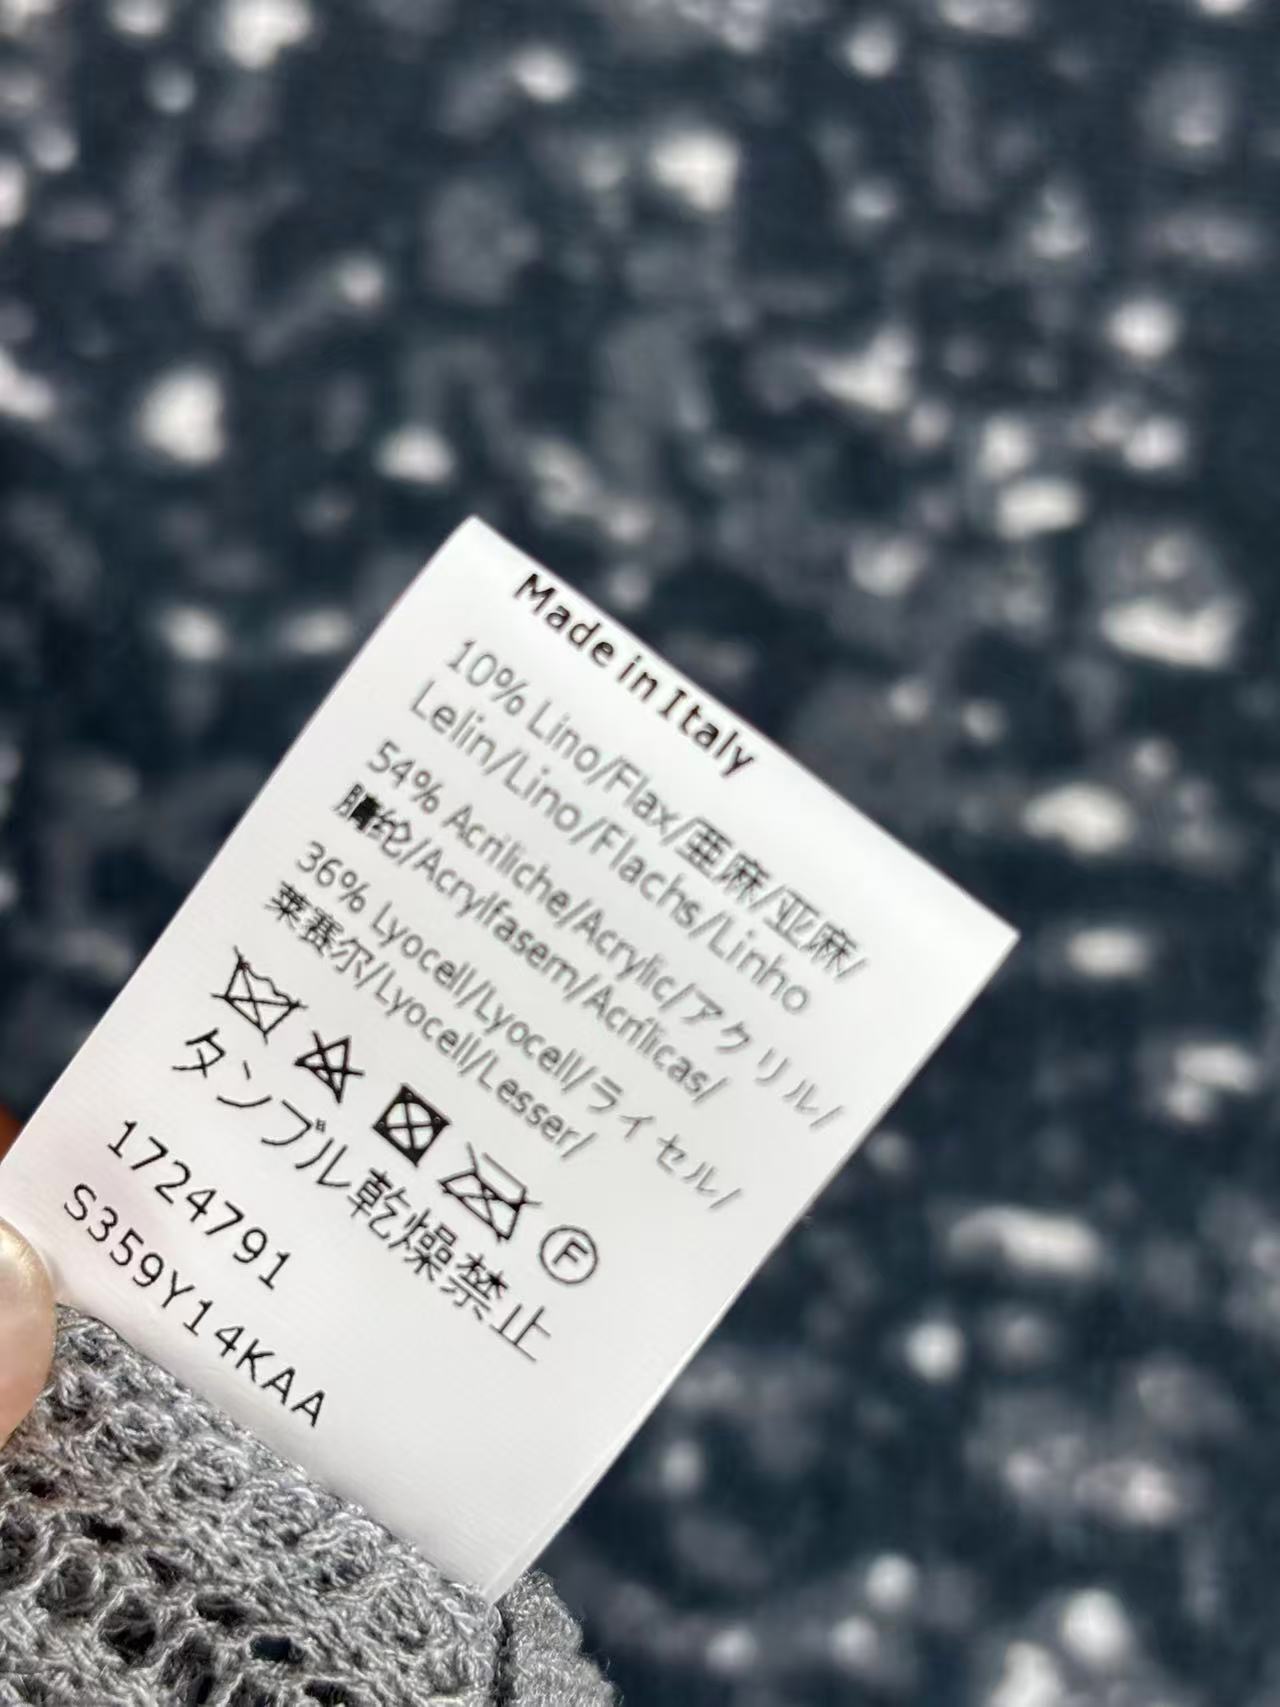 Made in Italy
10% Lino/Flax/亜麻/亚麻/
Lelin/Lino/Flachs/Linho
54% Acriliche/Acrylic/アクリル/
腈纶/Acrylfasern/Acrílicas/
36% Lyocell/Lyocell/ライセル/
莱赛尔/Lyocell/Lesser/
F
タンブル乾燥禁止
1724791
S359Y14KAA